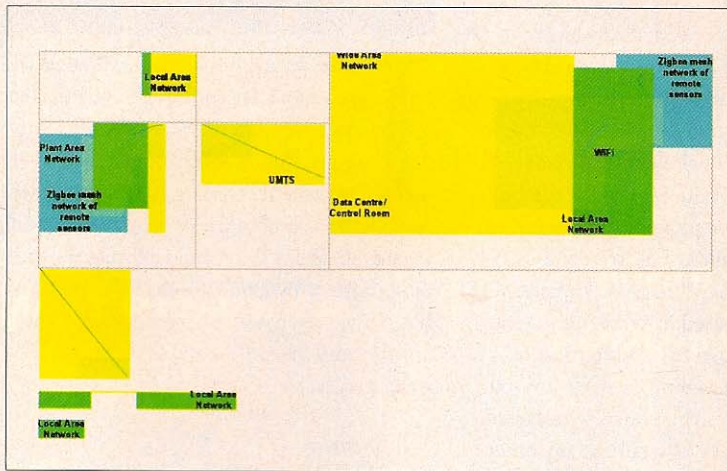 Local Area
Network
Wide Area
Network
Zigbee mesh
network of
remote
sensors
Plant Area
Network
WiFi
UMTS
Zigbee mesh
network of
remote
sensors
Data Centre/
Control Room
Local Area
Network
Local Area
Network
Local Area
Network